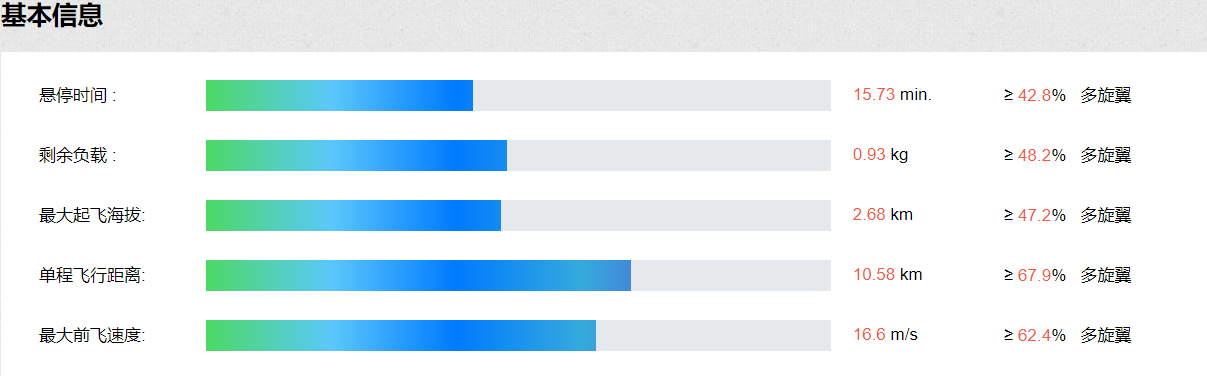 基本信息
悬停时间 : 15.73 min. ≥ 42.8% 多旋翼
剩余负载 : 0.93 kg ≥ 48.2% 多旋翼
最大起飞海拔: 2.68 km ≥ 47.2% 多旋翼
单程飞行距离: 10.58 km ≥ 67.9% 多旋翼
最大前飞速度: 16.6 m/s ≥ 62.4% 多旋翼